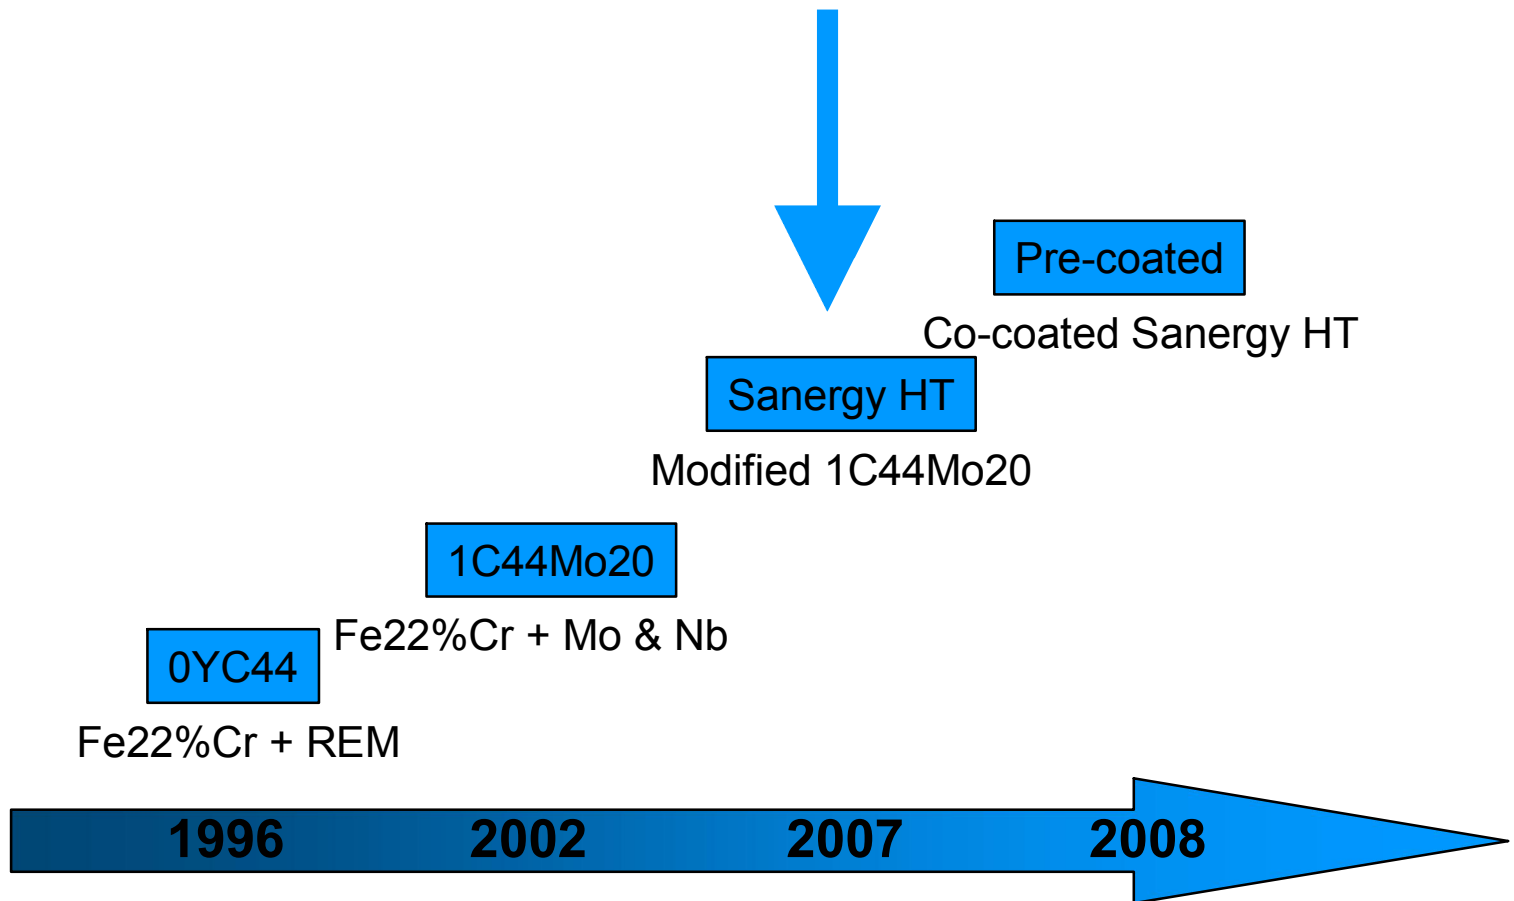 Pre-coated
Co-coated Sanergy HT
Sanergy HT
Modified 1C44Mo20
1C44Mo20
Fe22%Cr + Mo & Nb
0YC44
Fe22%Cr + REM
1996 2002 2007 2008